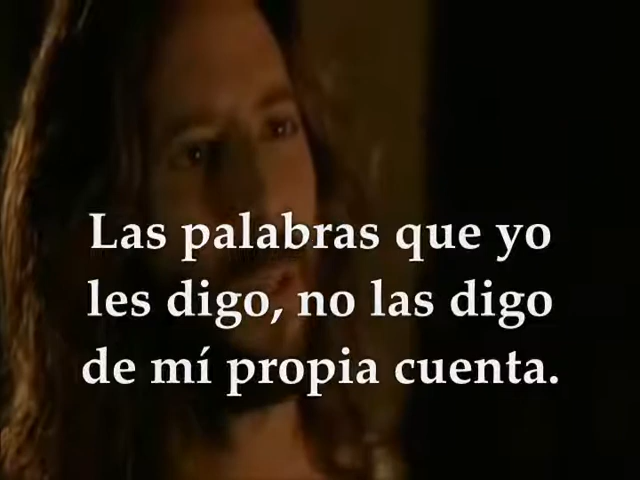 Las palabras que yo
les digo, no las digo
de mí propia cuenta.